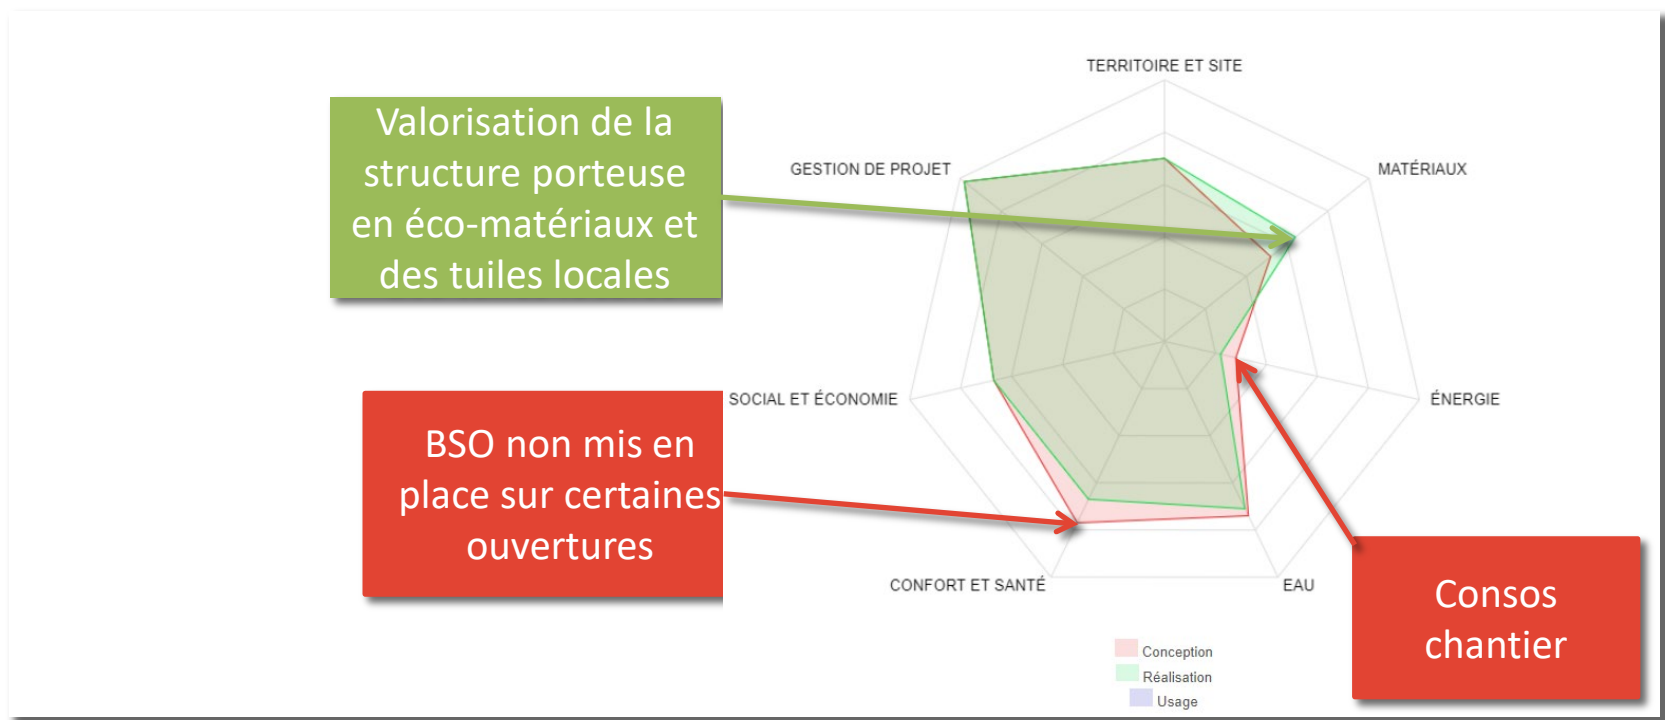 TERRITOIRE ET SITE
Valorisation de la
structure porteuse
en éco-matériaux et
des tuiles locales
GESTION DE PROJET
MATÉRIAUX
SOCIAL ET ÉCONOMIE
ÉNERGIE
BSO non mis en
place sur certaines
ouvertures
CONFORT ET SANTÉ
EAU
Consos
chantier
Conception
Réalisation
Usage